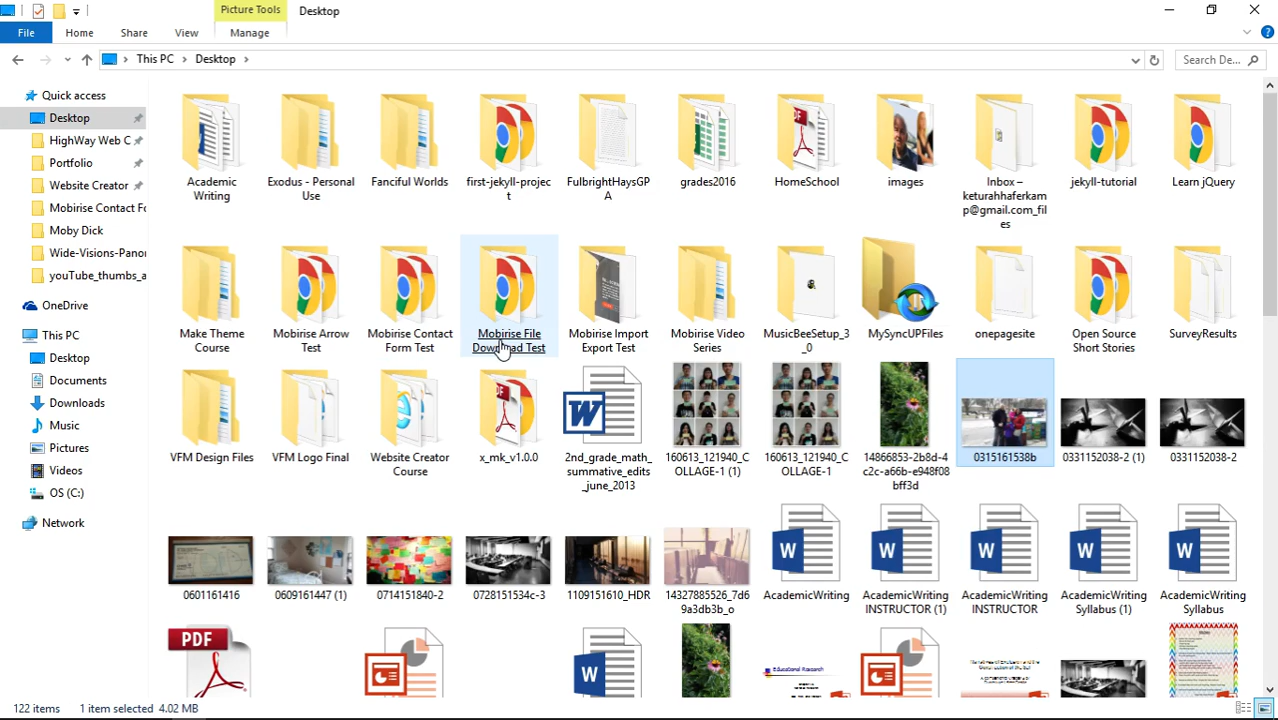 Picture Tools
Desktop
File
Home
Share
View
Manage
This PC
Desktop
Search De...
Quick access
Desktop
HighWay Web C
Portfolio
Website Creator
Mobirise Contact Fo
Moby Dick
Wide-Visions-Pano
youTube_thumbs_a
OneDrive
This PC
Desktop
Documents
Downloads
Music
Pictures
Videos
OS (C:)
Network
Academic
Writing
Exodus - Personal
Use
Fanciful Worlds
first-jekyll-projec
t
FulbrightHaysGP
A
grades2016
HomeSchool
images
Inbox –
keturahhaferkam
p@gmail.com_fil
es
jekyll-tutorial
Learn jQuery
Make Theme
Course
Mobirise Arrow
Test
Mobirise Contact
Form Test
Mobirise File
Download Test
Mobirise Import
Export Test
Mobirise Video
Series
MusicBeeSetup_3
_0
MySyncUPFiles
onepagesite
Open Source
Short Stories
SurveyResults
VFM Design Files
VFM Logo Final
Website Creator
Course
x_mk_v1.0.0
2nd_grade_math_
summative_edits
_june_2013
160613_121940_C
OLLAGE-1 (1)
160613_121940_C
OLLAGE-1
14866853-2b8d-4
c2c-a66b-e948f08
bff3d
0315161538b
0331152038-2 (1)
0331152038-2
0601161416
0609161447 (1)
0714151840-2
0728151534c-3
1109151610_HDR
14327885526_7d6
9a3db3b_o
AcademicWriting
AcademicWriting
INSTRUCTOR (1)
AcademicWriting
INSTRUCTOR
AcademicWriting
Syllabus (1)
AcademicWriting
Syllabus
PDF
Educational Research
122 items
1 item selected 4.02 MB